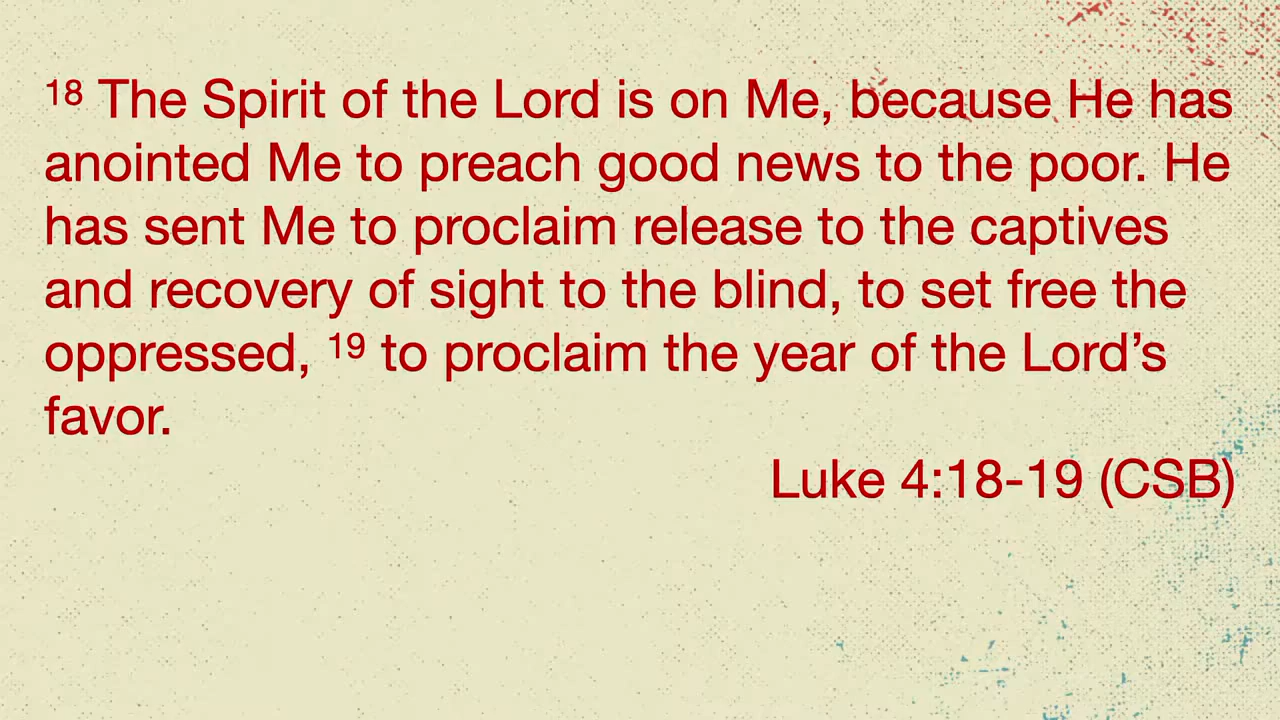 18 The Spirit of the Lord is on Me, because He has
anointed Me to preach good news to the poor. He
has sent Me to proclaim release to the captives
and recovery of sight to the blind, to set free the
oppressed, 19 to proclaim the year of the Lord’s
favor.
Luke 4:18-19 (CSB)